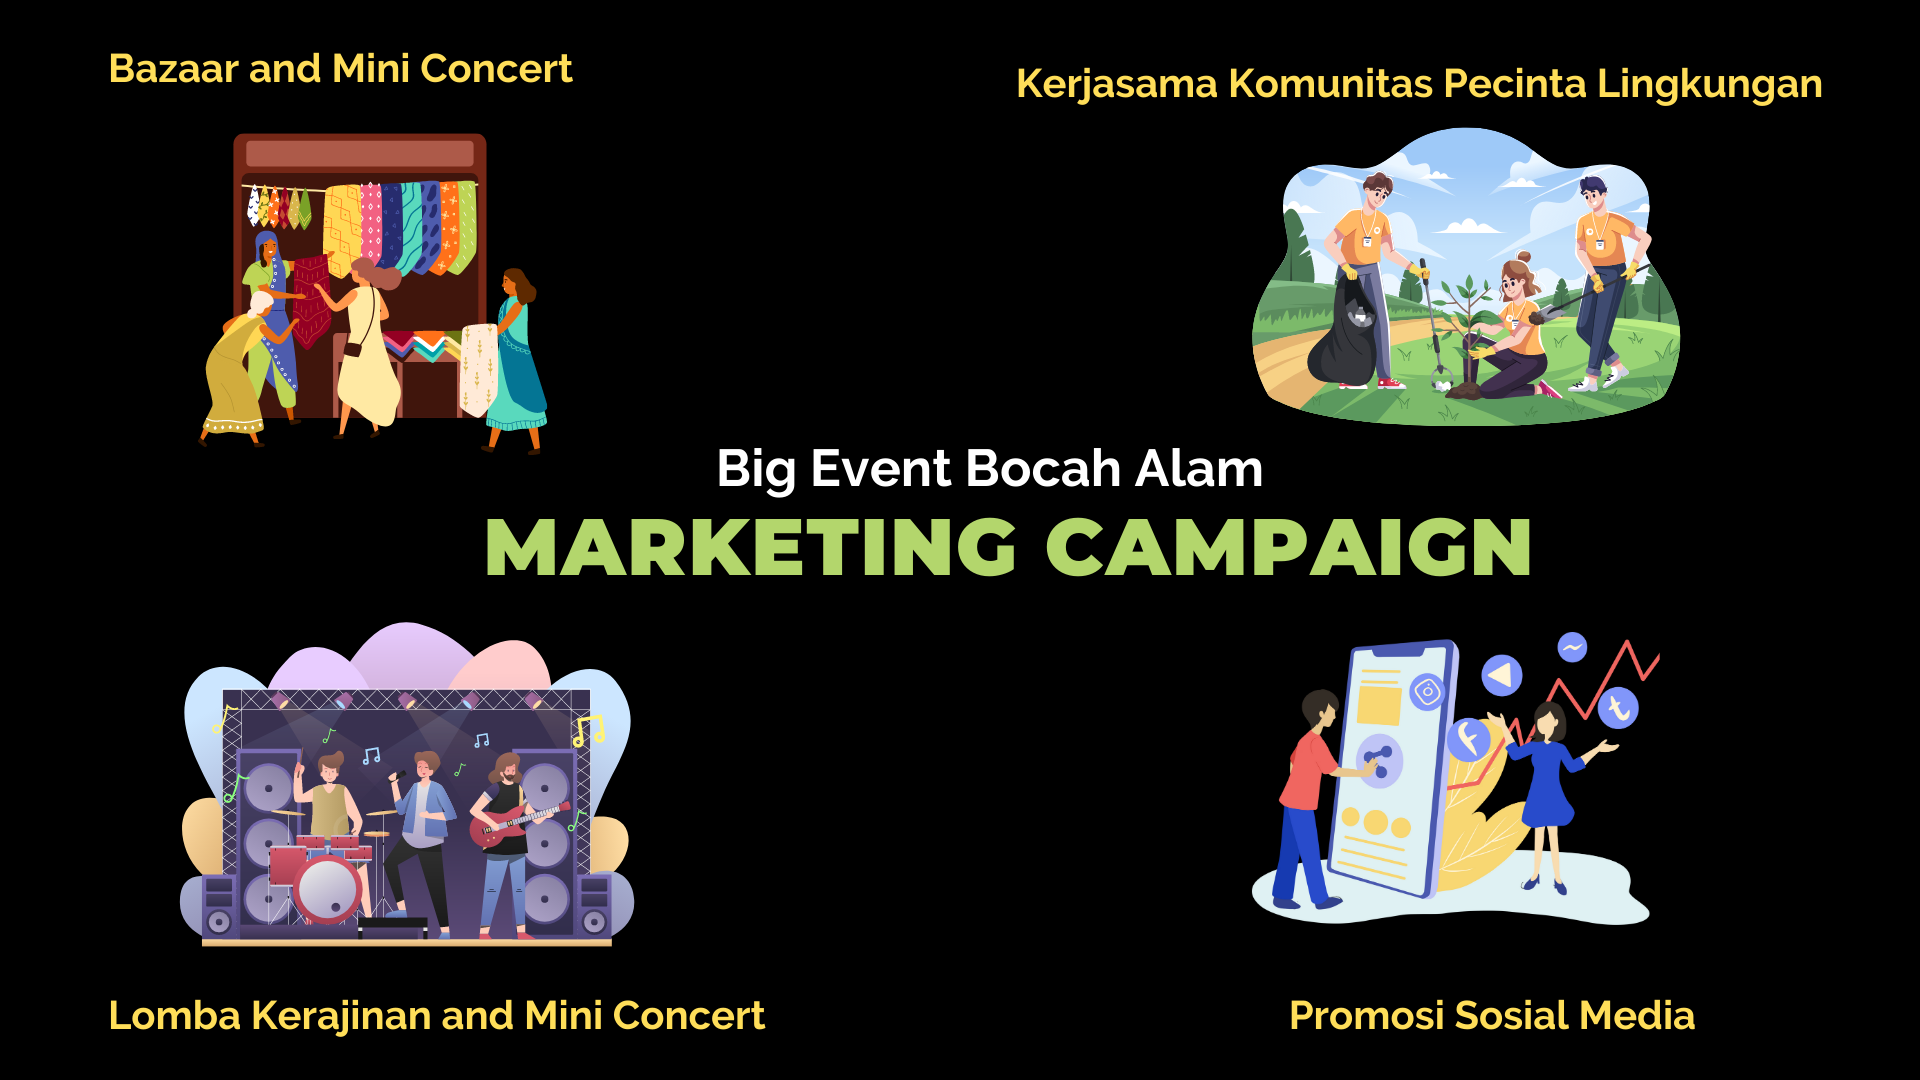 Bazaar and Mini Concert
Kerjasama Komunitas Pecinta Lingkungan
Big Event Bocah Alam
MARKETING CAMPAIGN
Lomba Kerajinan and Mini Concert
Promosi Sosial Media